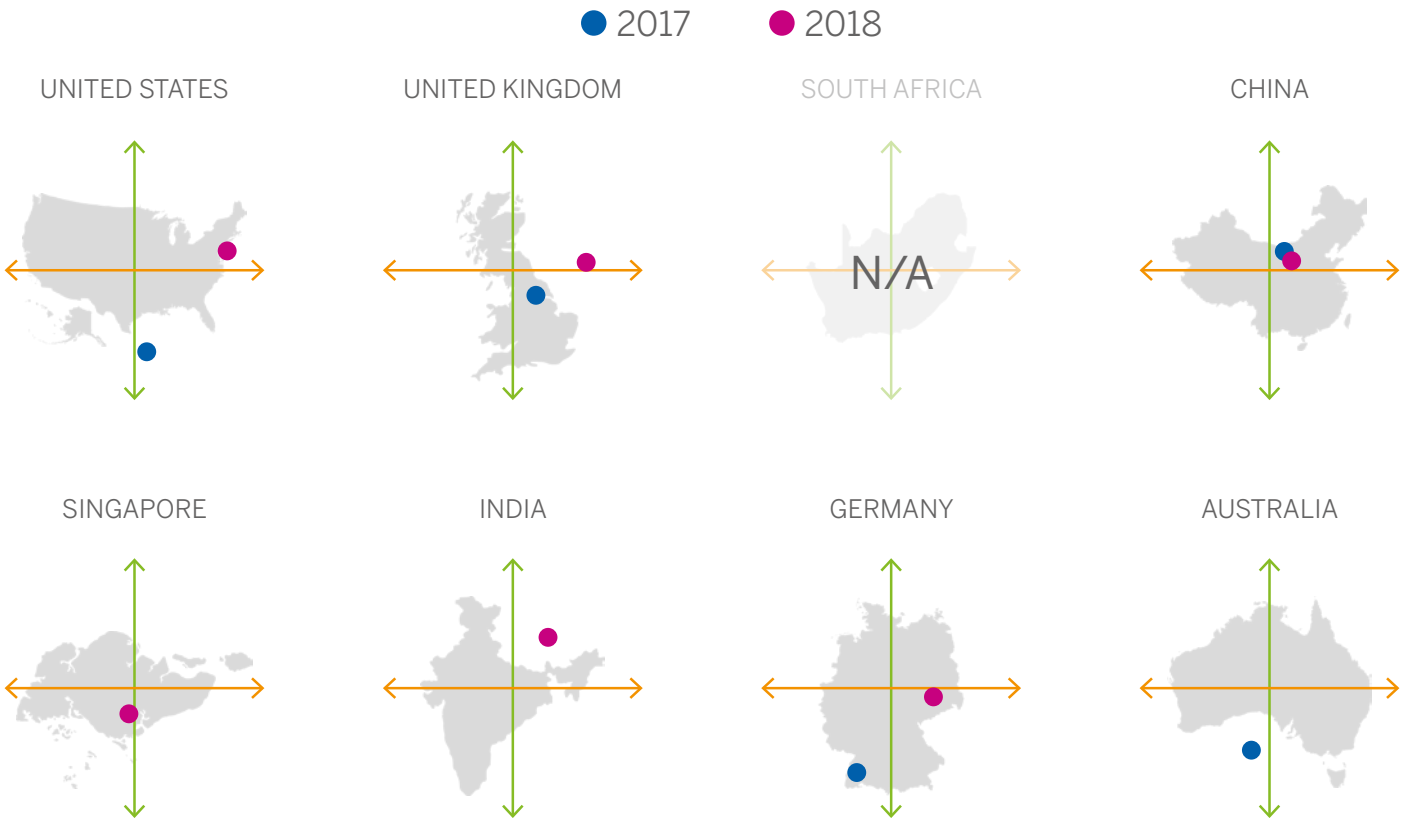 2017 2018
UNITED STATES UNITED KINGDOM SOUTH AFRICA CHINA
N/A
SINGAPORE INDIA GERMANY AUSTRALIA